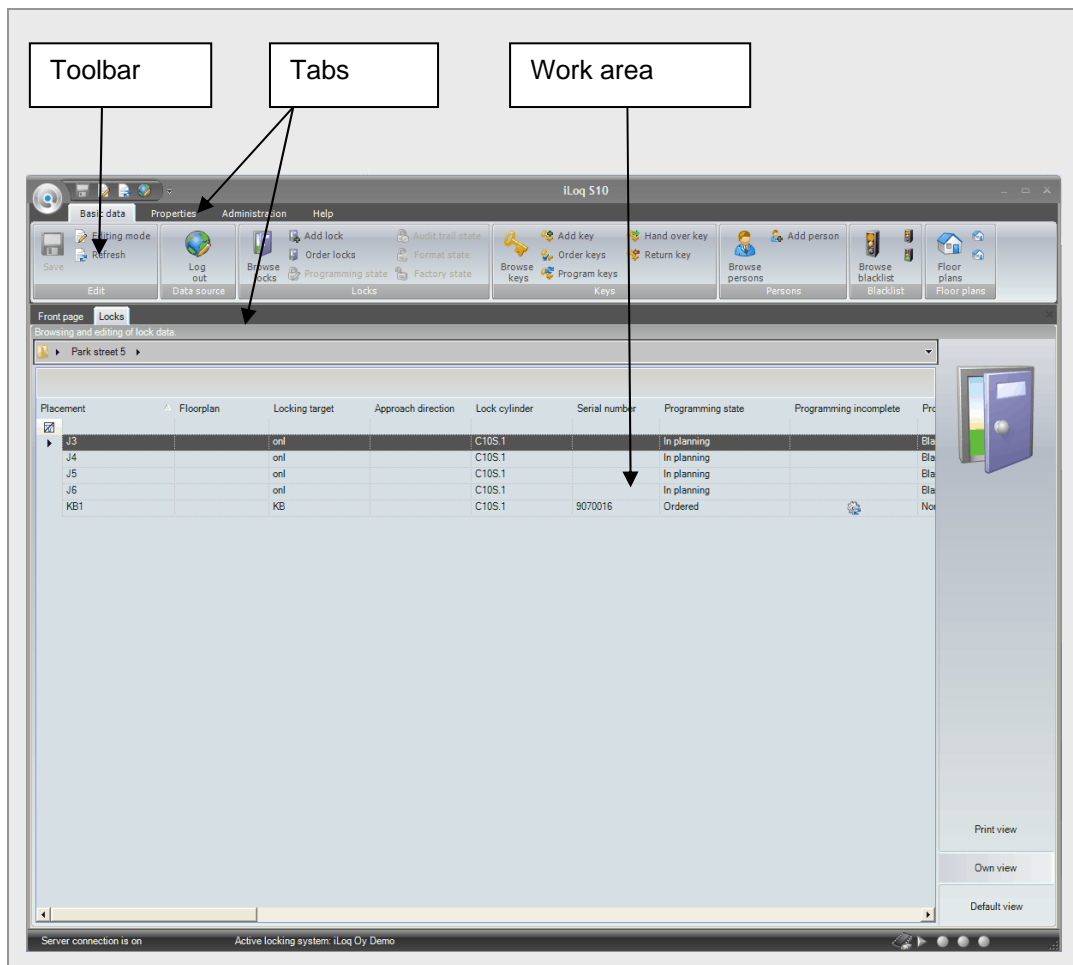 Toolbar Tabs Work area
iLoq S10
Basic data Properties Administration Help
Editing mode Add lock Audit trail state Add key Hand over key Add person
Refresh Order locks Format state Order keys Return key
Save Log out Browse locks Programming state Factory state Browse keys Program keys Browse persons Browse blacklist Floor plans
Edit Data source Locks Keys Persons Blacklist Floor plans
Front page Locks
Browsing and editing of lock data.
Park street 5
Placement Floorplan Locking target Approach direction Lock cylinder Serial number Programming state Programming incomplete Pro
J3 onl C10S.1 In planning Bla
J4 onl C10S.1 In planning Bla
J5 onl C10S.1 In planning Bla
J6 onl C10S.1 In planning Bla
KB1 KB C10S.1 9070016 Ordered Nor
Print view
Own view
Default view
Server connection is on Active locking system: iLoq Oy Demo